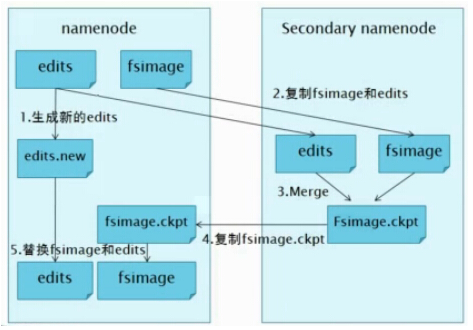 namenode
Secondary namenode
edits
fsimage
2.复制fsimage和edits
1.生成新的edits
edits
fsimage
edits.new
3.Merge
fsimage.ckpt
Fsimage.ckpt
4.复制fsimage.ckpt
5.替换fsimage和edits
edits
fsimage